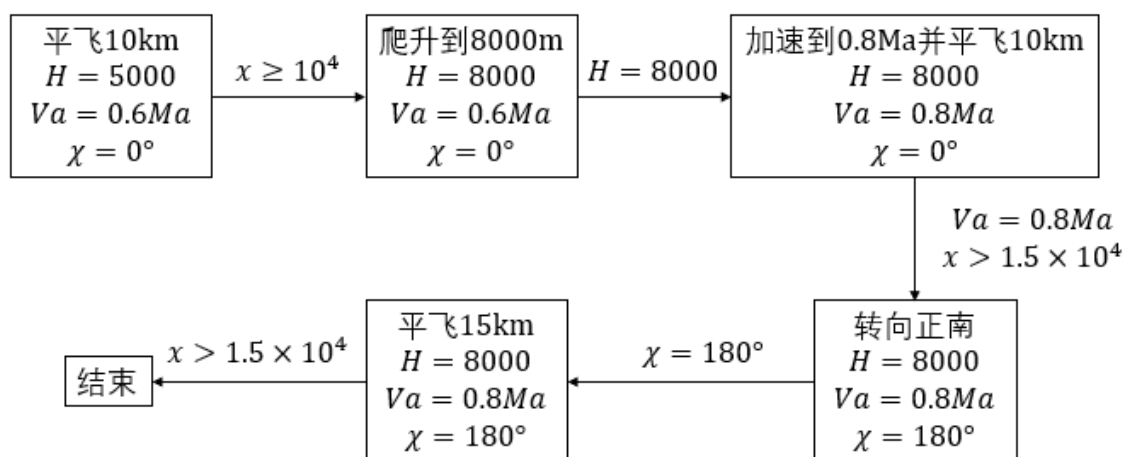 平飞10km
H = 5000
Va = 0.6Ma
χ = 0°
x ≥ 10⁴
爬升到8000m
H = 8000
Va = 0.6Ma
χ = 0°
H = 8000
加速到0.8Ma并平飞10km
H = 8000
Va = 0.8Ma
χ = 0°
Va = 0.8Ma
x > 1.5 × 10⁴
转向正南
H = 8000
Va = 0.8Ma
χ = 180°
χ = 180°
平飞15km
H = 8000
Va = 0.8Ma
χ = 180°
x > 1.5 × 10⁴
结束